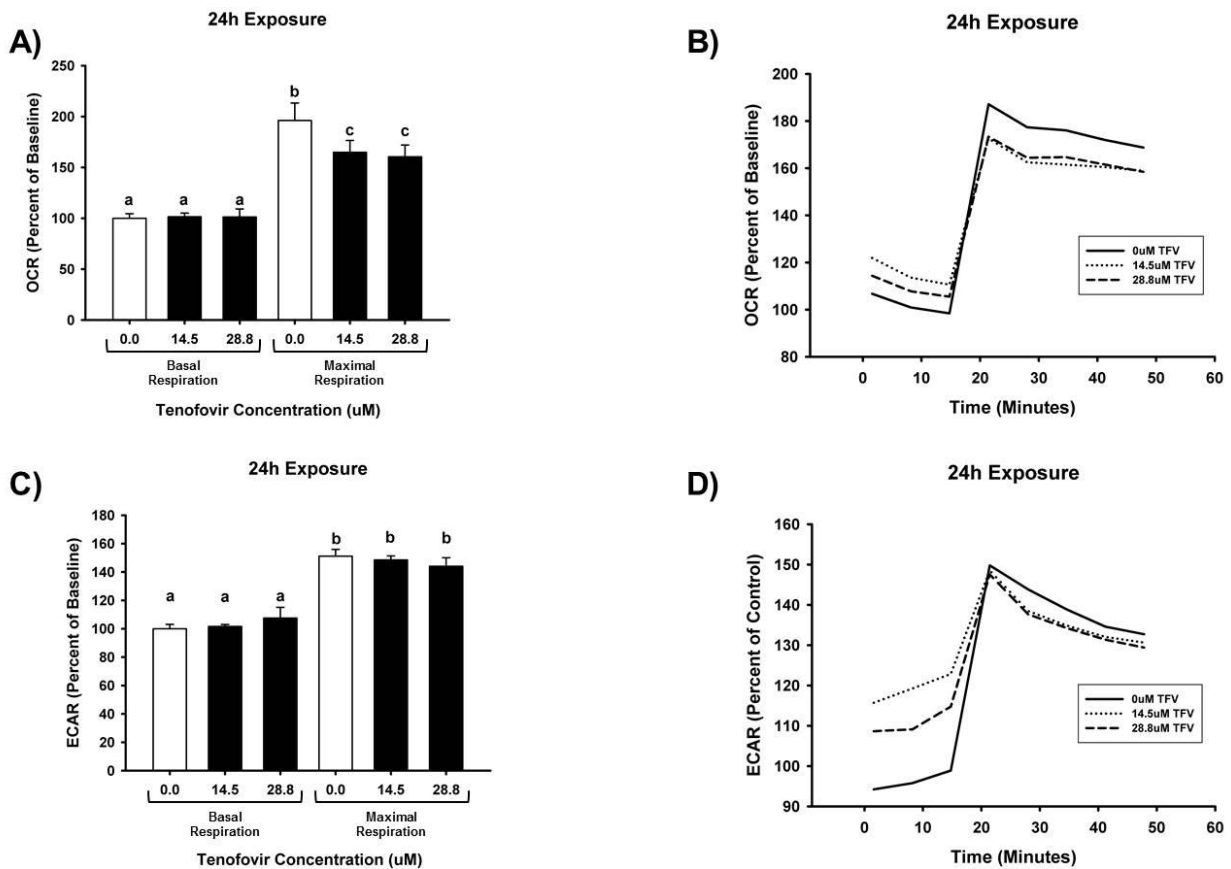 24h Exposure
A)
250
200
150
100
50
0
OCR (Percent of Baseline)
a a a b c c
0.0 14.5 28.8 0.0 14.5 28.8
Basal
Respiration
Maximal
Respiration
Tenofovir Concentration (uM)
24h Exposure
B)
200
180
160
140
120
100
80
OCR (Percent of Baseline)
0uM TFV
14.5uM TFV
28.8uM TFV
0 10 20 30 40 50 60
Time (Minutes)
24h Exposure
C)
180
160
140
120
100
80
60
40
20
0
ECAR (Percent of Baseline)
a a a b b b
0.0 14.5 28.8 0.0 14.5 28.8
Basal
Respiration
Maximal
Respiration
Tenofovir Concentration (uM)
24h Exposure
D)
160
150
140
130
120
110
100
90
ECAR (Percent of Control)
0uM TFV
14.5uM TFV
28.8uM TFV
0 10 20 30 40 50 60
Time (Minutes)